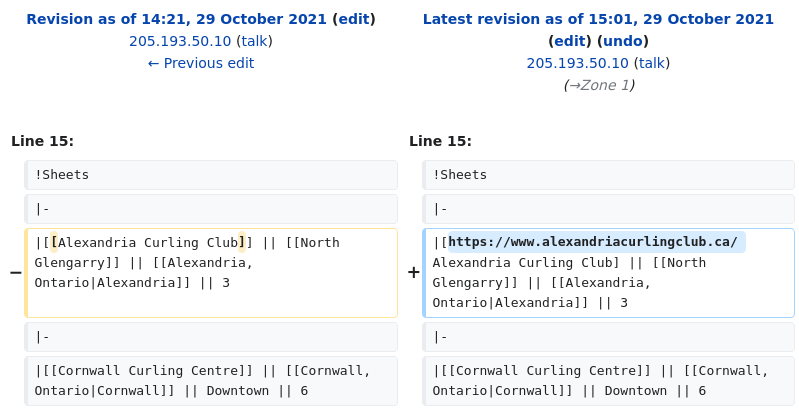 Revision as of 14:21, 29 October 2021 (edit)
205.193.50.10 (talk)
← Previous edit
Latest revision as of 15:01, 29 October 2021
(edit) (undo)
205.193.50.10 (talk)
(→Zone 1)
Line 15:
!Sheets
|-
− |[[Alexandria Curling Club]] || [[North
Glengarry]] || [[Alexandria,
Ontario|Alexandria]] || 3
|-
|[[Cornwall Curling Centre]] || [[Cornwall,
Ontario|Cornwall]] || Downtown || 6
Line 15:
!Sheets
|-
+ |[https://www.alexandriacurlingclub.ca/
Alexandria Curling Club] || [[North
Glengarry]] || [[Alexandria,
Ontario|Alexandria]] || 3
|-
|[[Cornwall Curling Centre]] || [[Cornwall,
Ontario|Cornwall]] || Downtown || 6